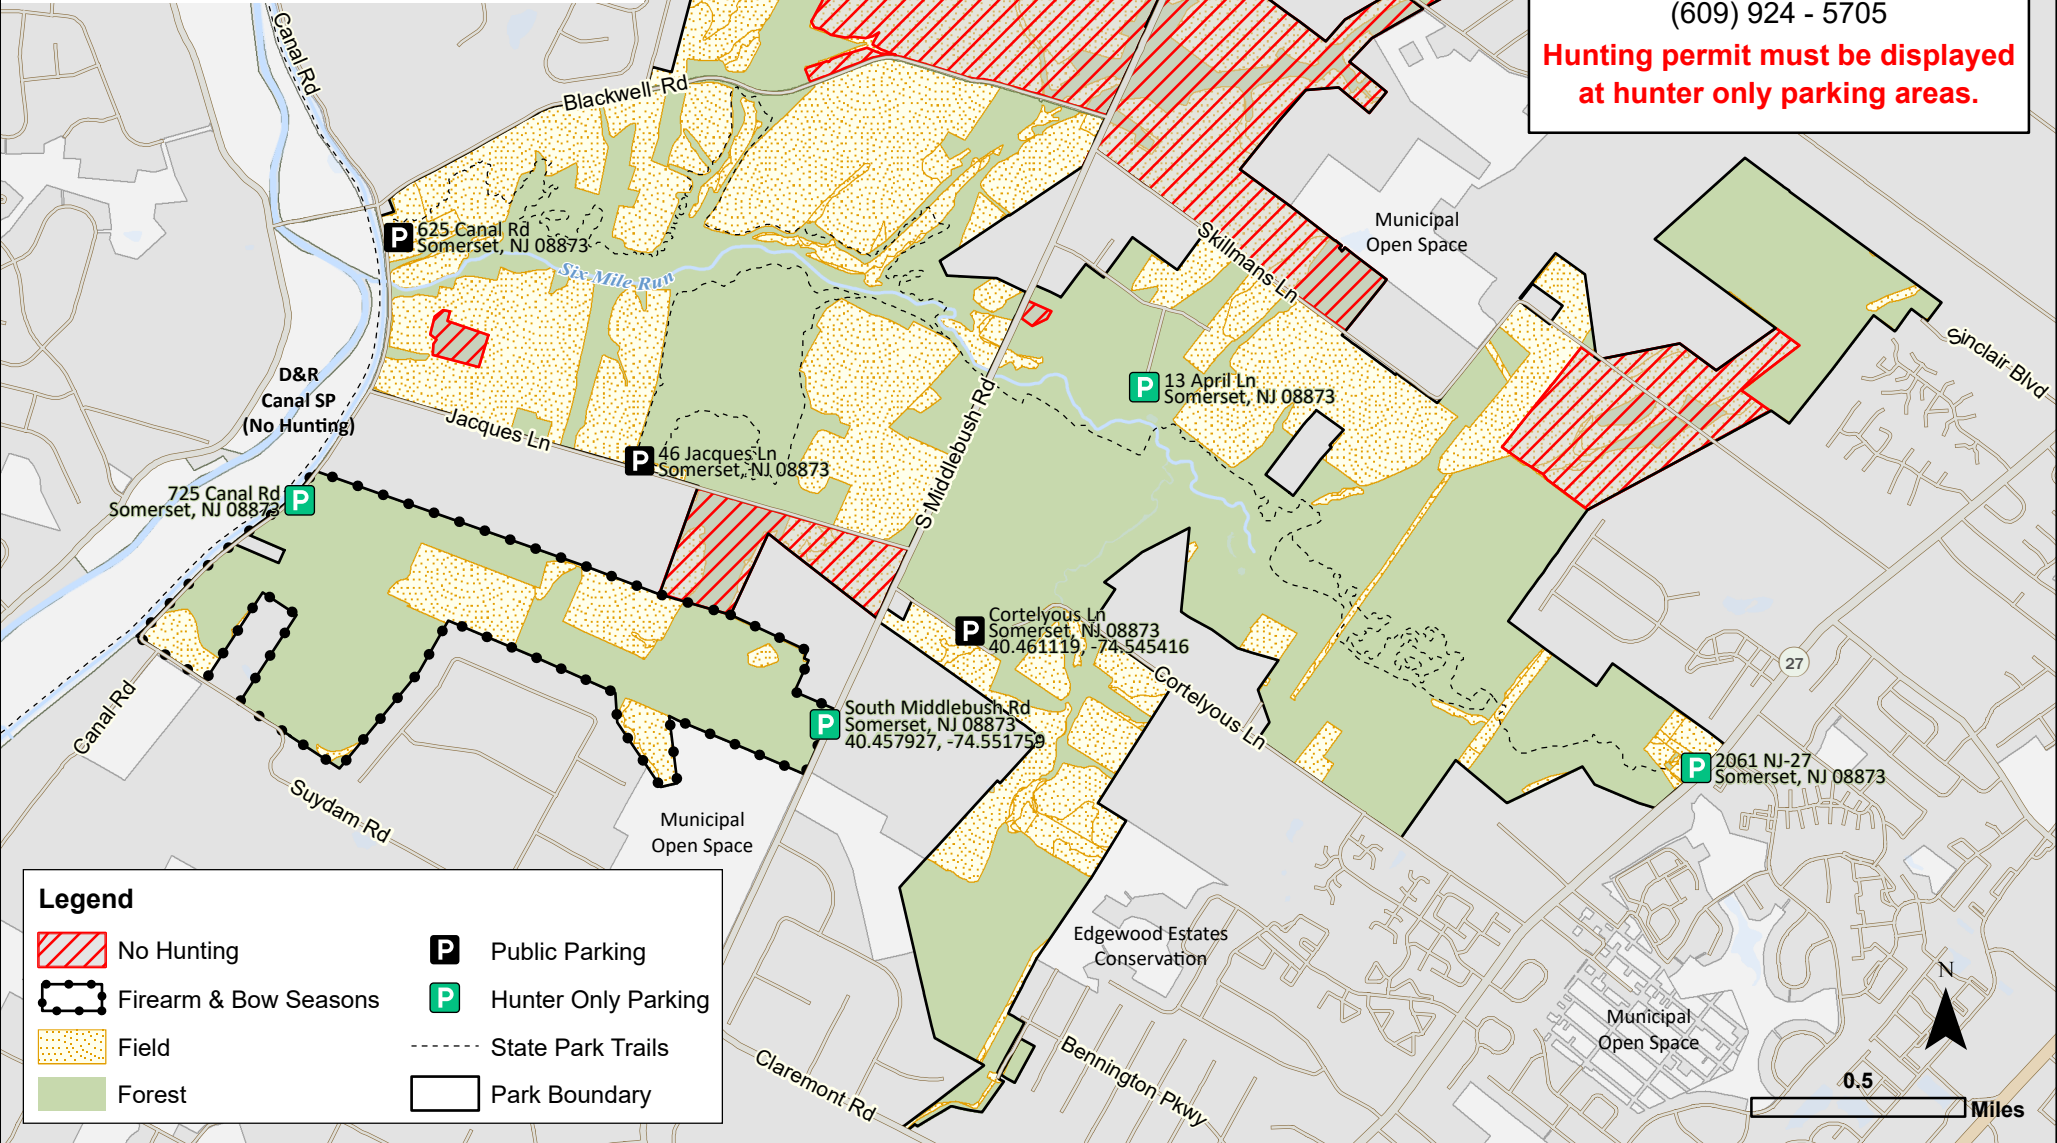 (609) 924 - 5705
Hunting permit must be displayed
at hunter only parking areas.
Canal Rd
Blackwell Rd
625 Canal Rd
Somerset, NJ 08873
Six Mile Run
Skillmans Ln
Municipal
Open Space
Sinclair Blvd
D&R
Canal SP
(No Hunting)
Jacques Ln
46 Jacques Ln
Somerset, NJ 08873
S Middlebush Rd
13 April Ln
Somerset, NJ 08873
725 Canal Rd
Somerset, NJ 08873
Cortelyous Ln
Somerset, NJ 08873
40.461119, -74.545416
Cortelyous Ln
27
South Middlebush Rd
Somerset, NJ 08873
40.457927, -74.551759
2061 NJ-27
Somerset, NJ 08873
Canal Rd
Suydam Rd
Municipal
Open Space
Edgewood Estates
Conservation
Municipal
Open Space
Bennington Pkwy
Claremont Rd
N
0.5
Miles
Legend
No Hunting
Firearm & Bow Seasons
Field
Forest
P Public Parking
P Hunter Only Parking
State Park Trails
Park Boundary
P
P
P
P
P
P
P